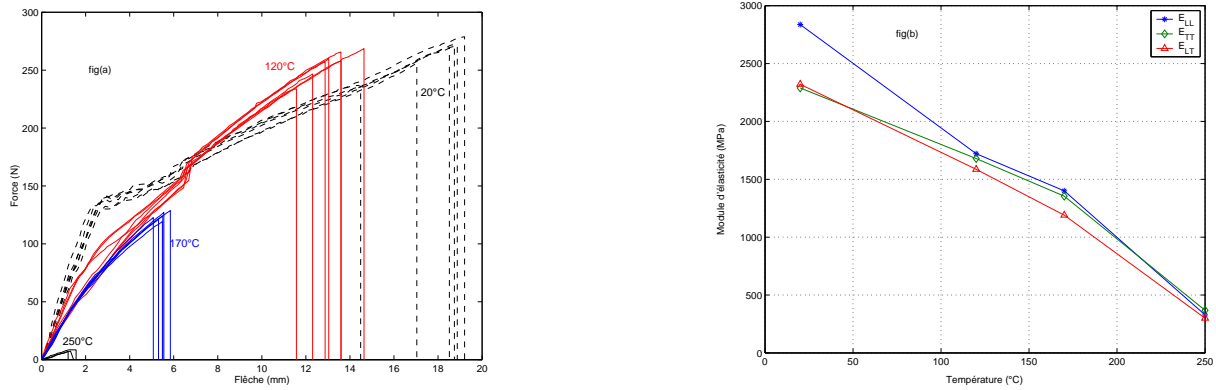 300
250
200
150
100
50
0
0 2 4 6 8 10 12 14 16 18 20
Force (N)
Flêche (mm)
fig(a)
120°C
20°C
170°C
250°C
3000
2500
2000
1500
1000
500
0
0 50 100 150 200 250
Module d'élasticité (MPa)
Température (°C)
fig(b)
E_LL
E_TT
E_LT